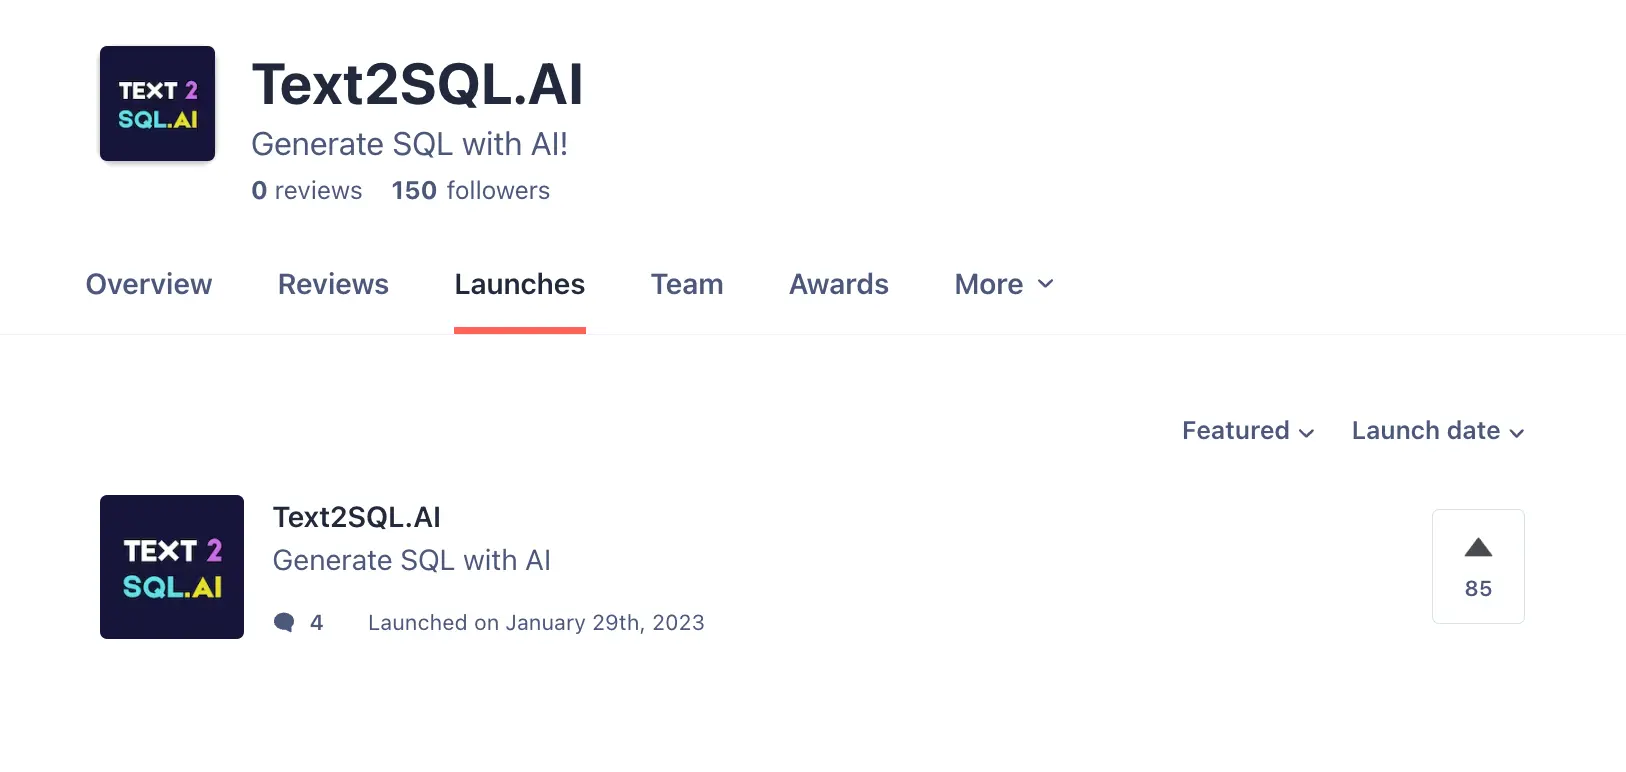 TEXT 2
SQL.AI
Text2SQL.AI
Generate SQL with AI!
0 reviews 150 followers
Overview Reviews Launches Team Awards More
Featured Launch date
TEXT 2
SQL.AI
Text2SQL.AI
Generate SQL with AI
4 Launched on January 29th, 2023
85